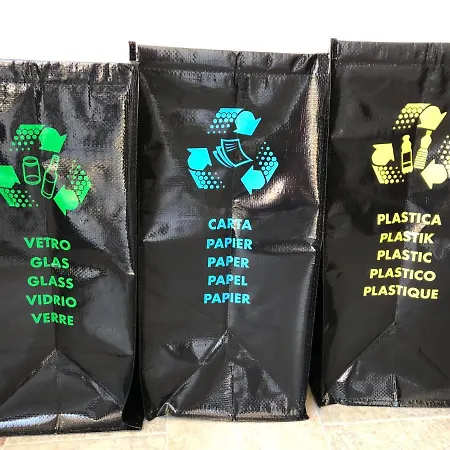 VETRO
GLAS
GLASS
VIDRIO
VERRE
CARTA
PAPIER
PAPER
PAPEL
PAPIER
PLASTICA
PLASTIK
PLASTIC
PLASTICO
PLASTIQUE